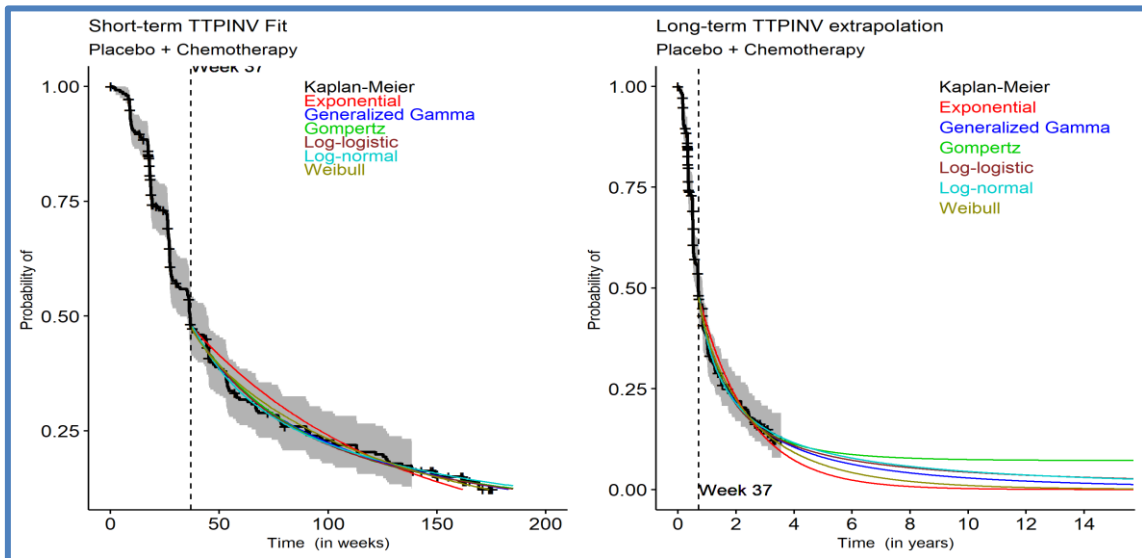 Short-term TTPINV Fit
Placebo + Chemotherapy
Week 37
Kaplan-Meier
Exponential
Generalized Gamma
Gompertz
Log-logistic
Log-normal
Weibull
Probability of
1.00
0.75
0.50
0.25
0
50
100
150
200
Time (in weeks)
Long-term TTPINV extrapolation
Placebo + Chemotherapy
Kaplan-Meier
Exponential
Generalized Gamma
Gompertz
Log-logistic
Log-normal
Weibull
Probability of
1.00
0.75
0.50
0.25
0.00
Week 37
0
2
4
6
8
10
12
14
Time (in years)